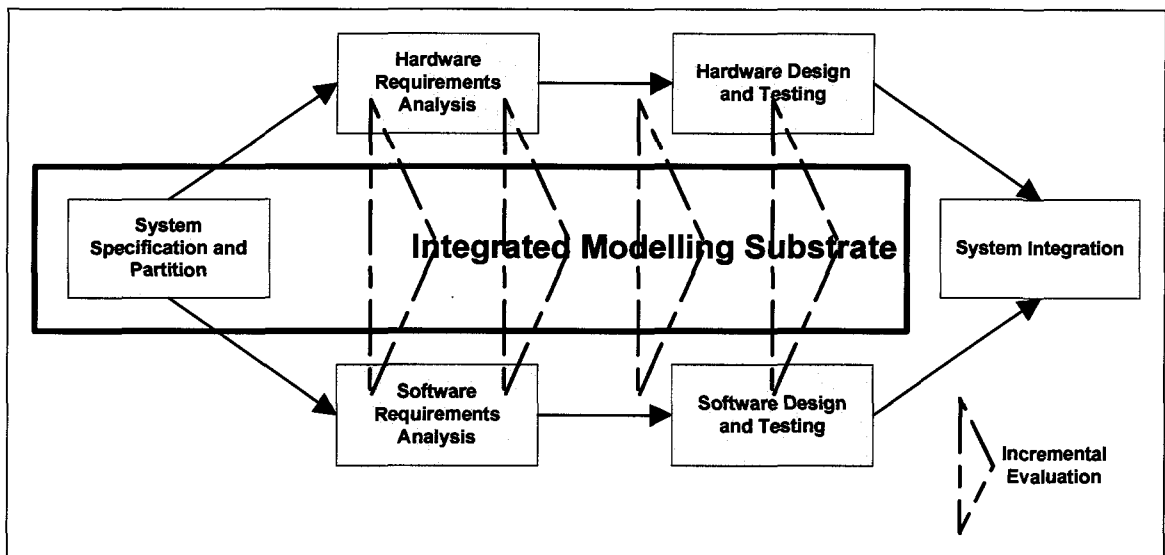 Hardware
Requirements
Analysis
Hardware Design
and Testing
System
Specification and
Partition
Integrated Modelling Substrate
System Integration
Software
Requirements
Analysis
Software Design
and Testing
Incremental
Evaluation